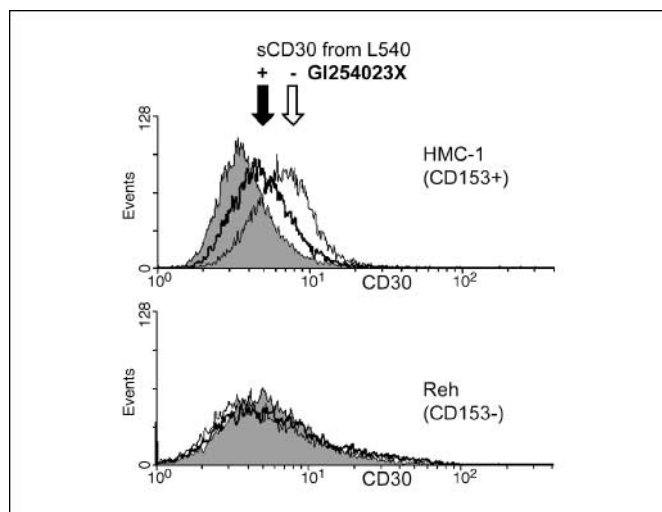 sCD30 from L540
+ - GI254023X
128
Events
0
HMC-1
(CD153+)
10⁰ 10¹ CD30 10²
128
Events
0
Reh
(CD153-)
10⁰ 10¹ CD30 10²